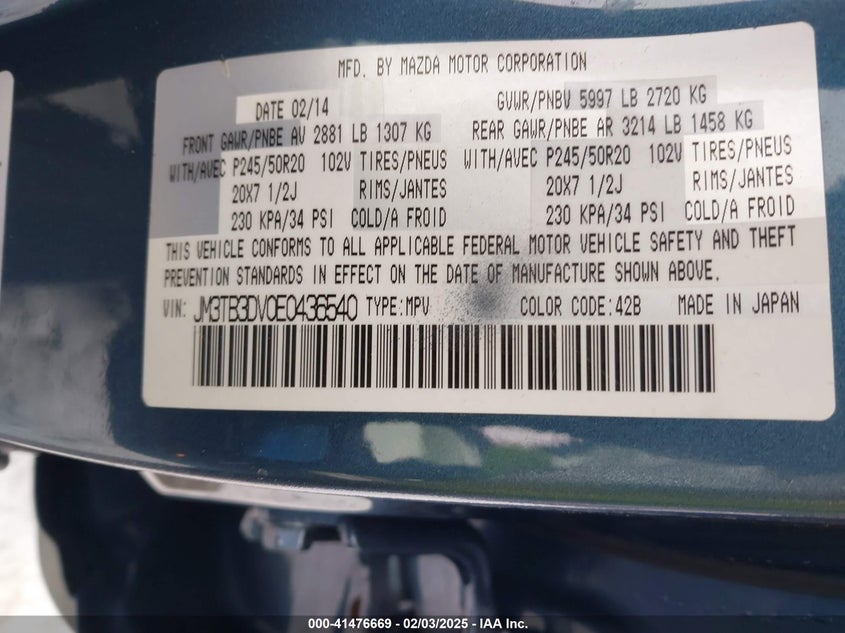 MFD. BY MAZDA MOTOR CORPORATION
DATE 02/14 GVWR/PNBV 5997 LB 2720 KG
FRONT GAWR/PNBE AV 2881 LB 1307 KG REAR GAWR/PNBE AR 3214 LB 1458 KG
WITH/AVEC P245/50R20 102V TIRES/PNEUS WITH/AVEC P245/50R20 102V TIRES/PNEUS
20X7 1/2J RIMS/JANTES 20X7 1/2J RIMS/JANTES
230 KPA/34 PSI COLD/A FROID 230 KPA/34 PSI COLD/A FROID
THIS VEHICLE CONFORMS TO ALL APPLICABLE FEDERAL MOTOR VEHICLE SAFETY AND THEFT
PREVENTION STANDARDS IN EFFECT ON THE DATE OF MANUFACTURE SHOWN ABOVE.
VIN: JM3TB3DV0E0436540 TYPE:MPV COLOR CODE:42B MADE IN JAPAN
000-41476669 - 02/03/2025 - IAA Inc.